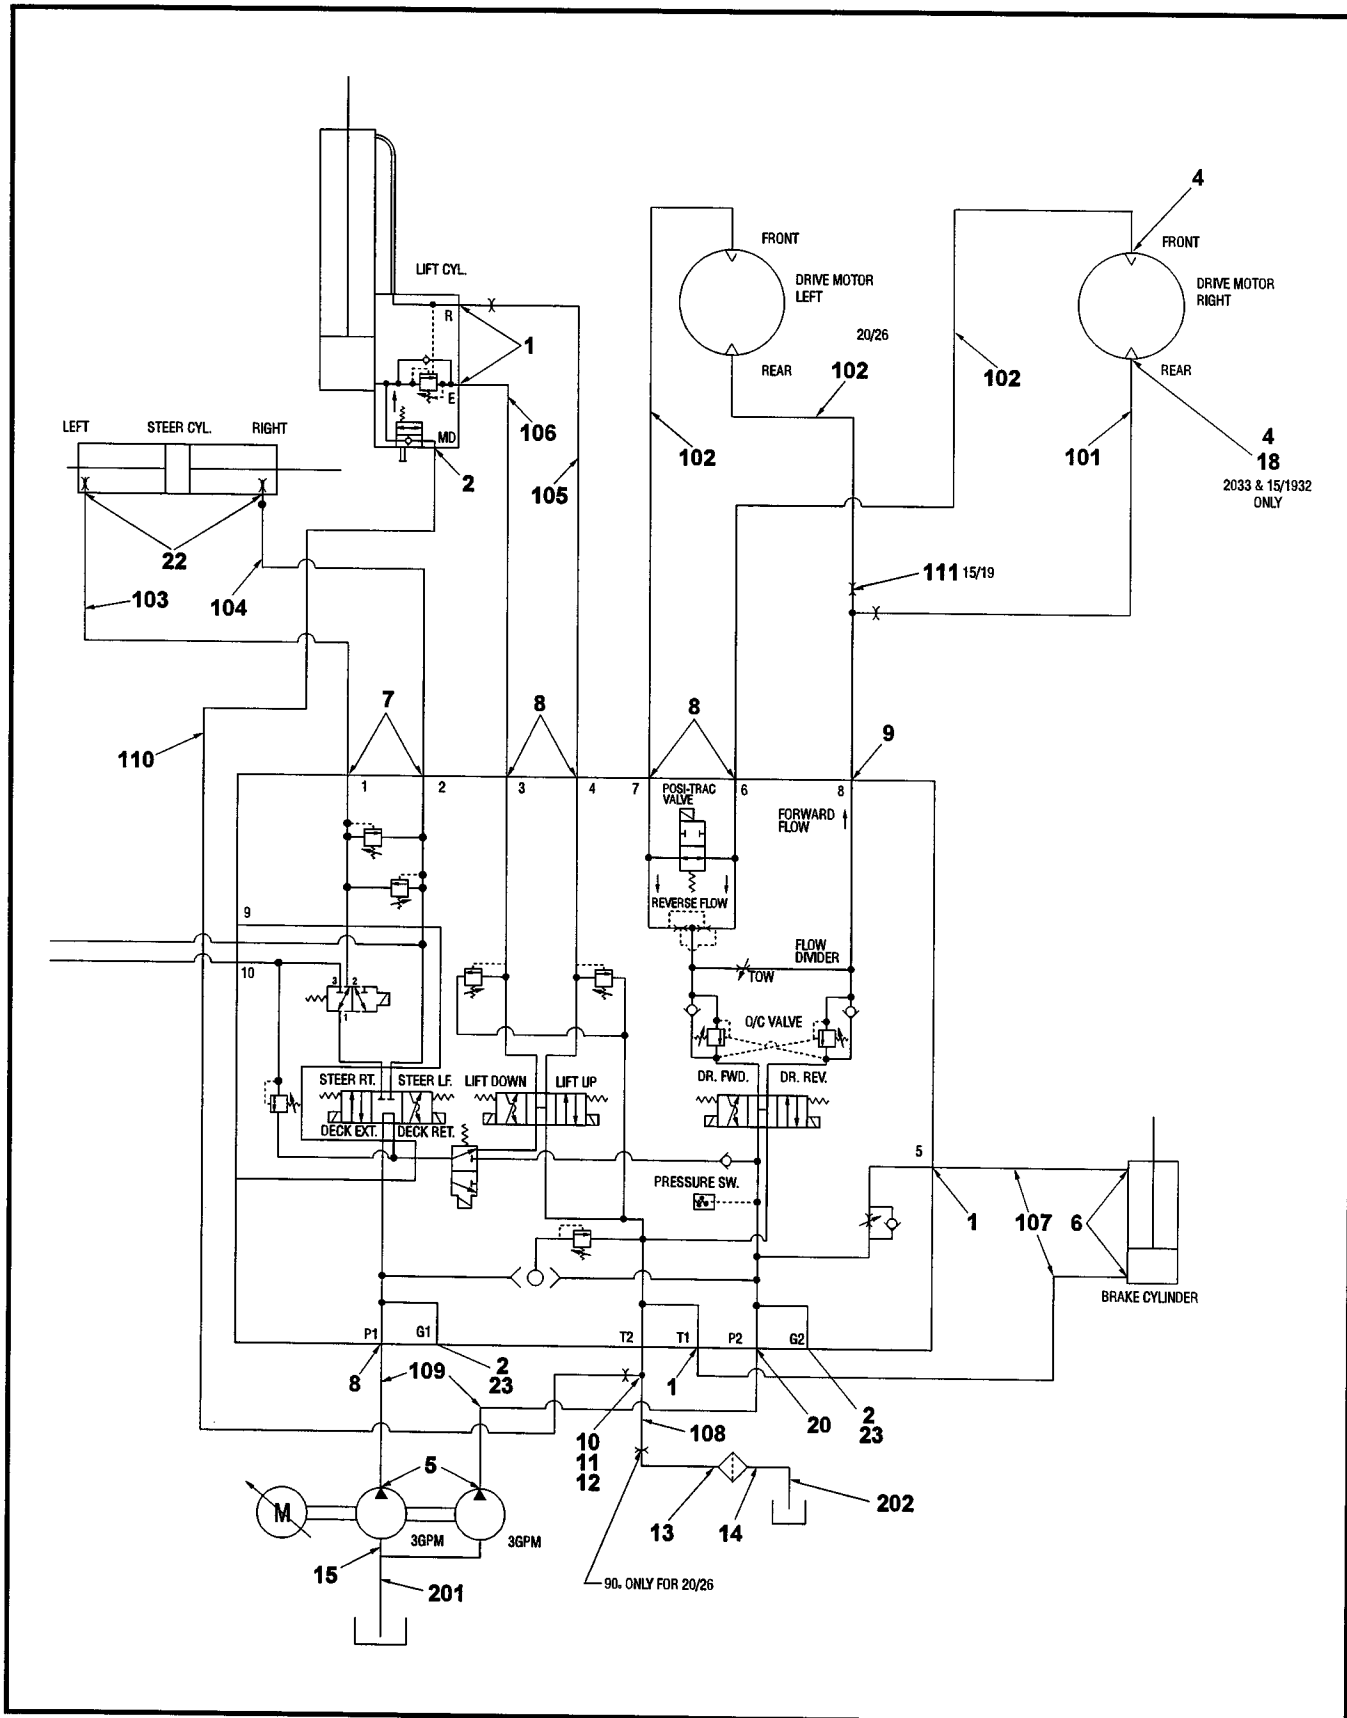 4
FRONT
FRONT
LIFT CYL.
DRIVE MOTOR
LEFT
DRIVE MOTOR
RIGHT
R
1
20/26
REAR
102
REAR
102
E
106
LEFT
STEER CYL.
RIGHT
MD
102
101
4
18
2033 & 15/1932
ONLY
2
105
22
103
104
111 15/19
7
8
8
9
110
1
2
3
4
7
POSI-TRAC
VALVE
6
8
FORWARD
FLOW
REVERSE FLOW
9
FLOW
DIVIDER
10
3
2
TOW
1
O/C VALVE
STEER RT.
STEER LF.
LIFT DOWN
LIFT UP
DR. FWD.
DR. REV.
DECK EXT.
DECK RET.
5
PRESSURE SW.
1
107
6
BRAKE CYLINDER
P1
G1
T2
T1
P2
G2
8
109
2
23
1
20
2
23
10
11
12
108
5
M
13
14
202
3GPM
3GPM
15
201
90° ONLY FOR 20/26